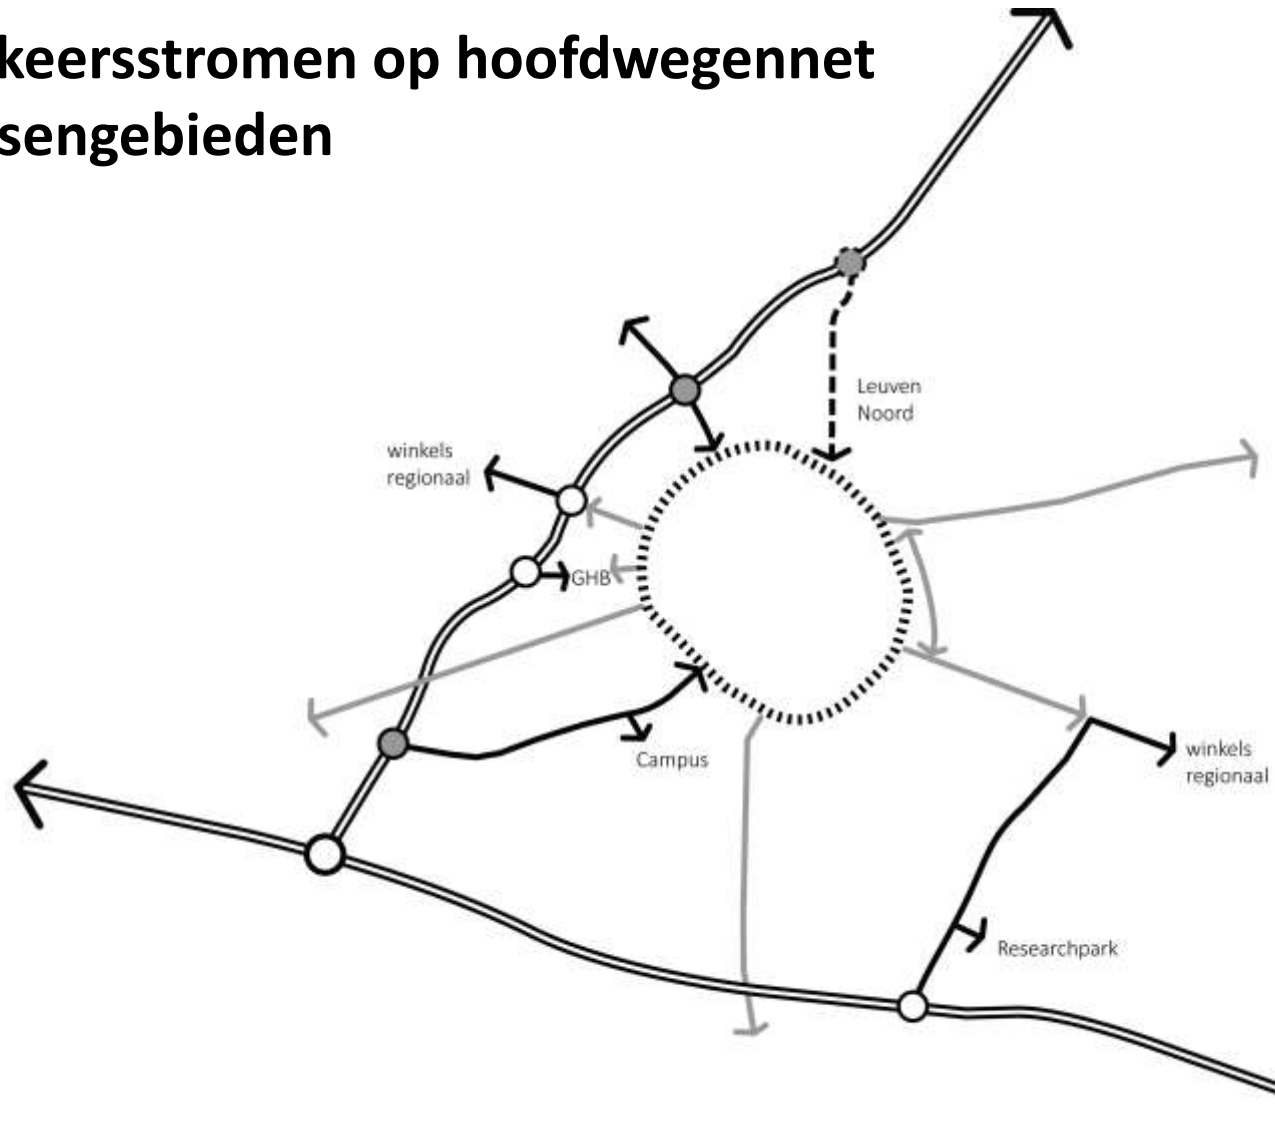 keersstromen op hoofdwegennet
sengebieden
Leuven
Noord
winkels
regionaal
GHB
Campus
winkels
regionaal
Researchpark